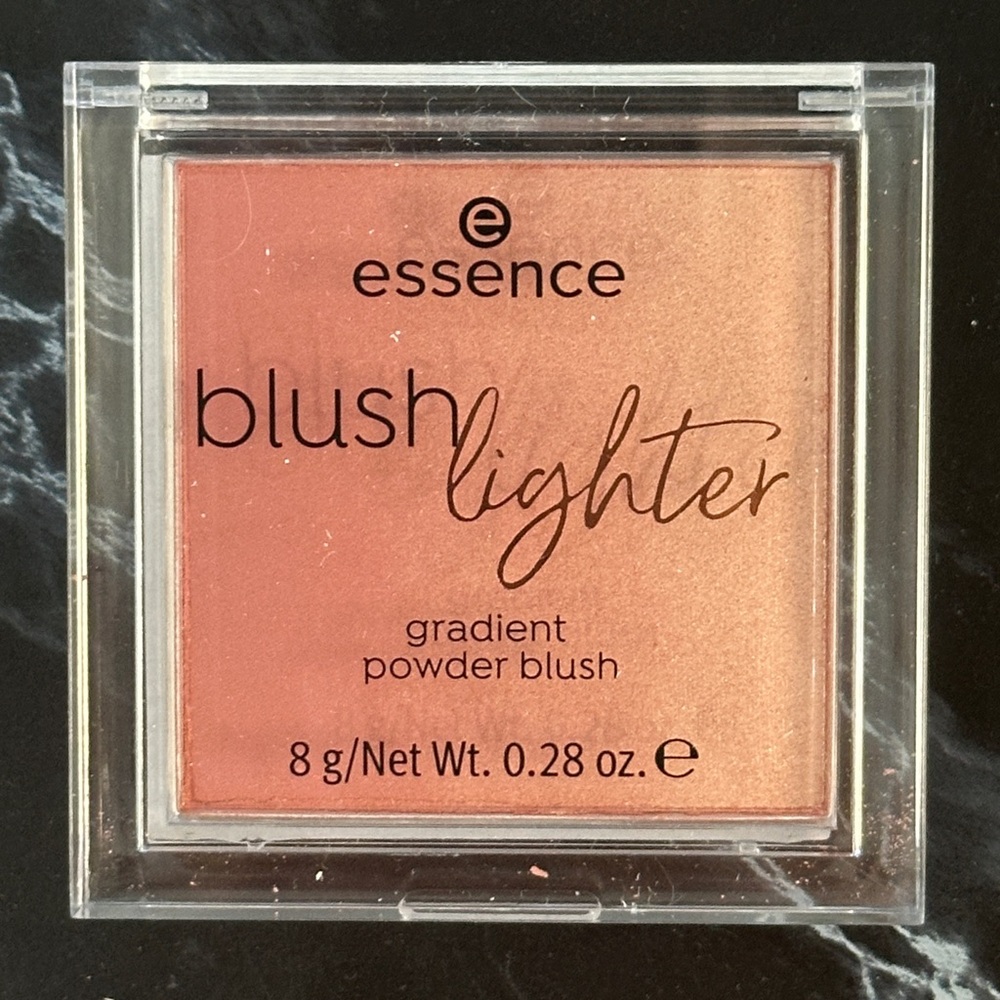 e
essence
blush
lighter
gradient
powder blush
8 g/Net Wt. 0.28 oz. ℮